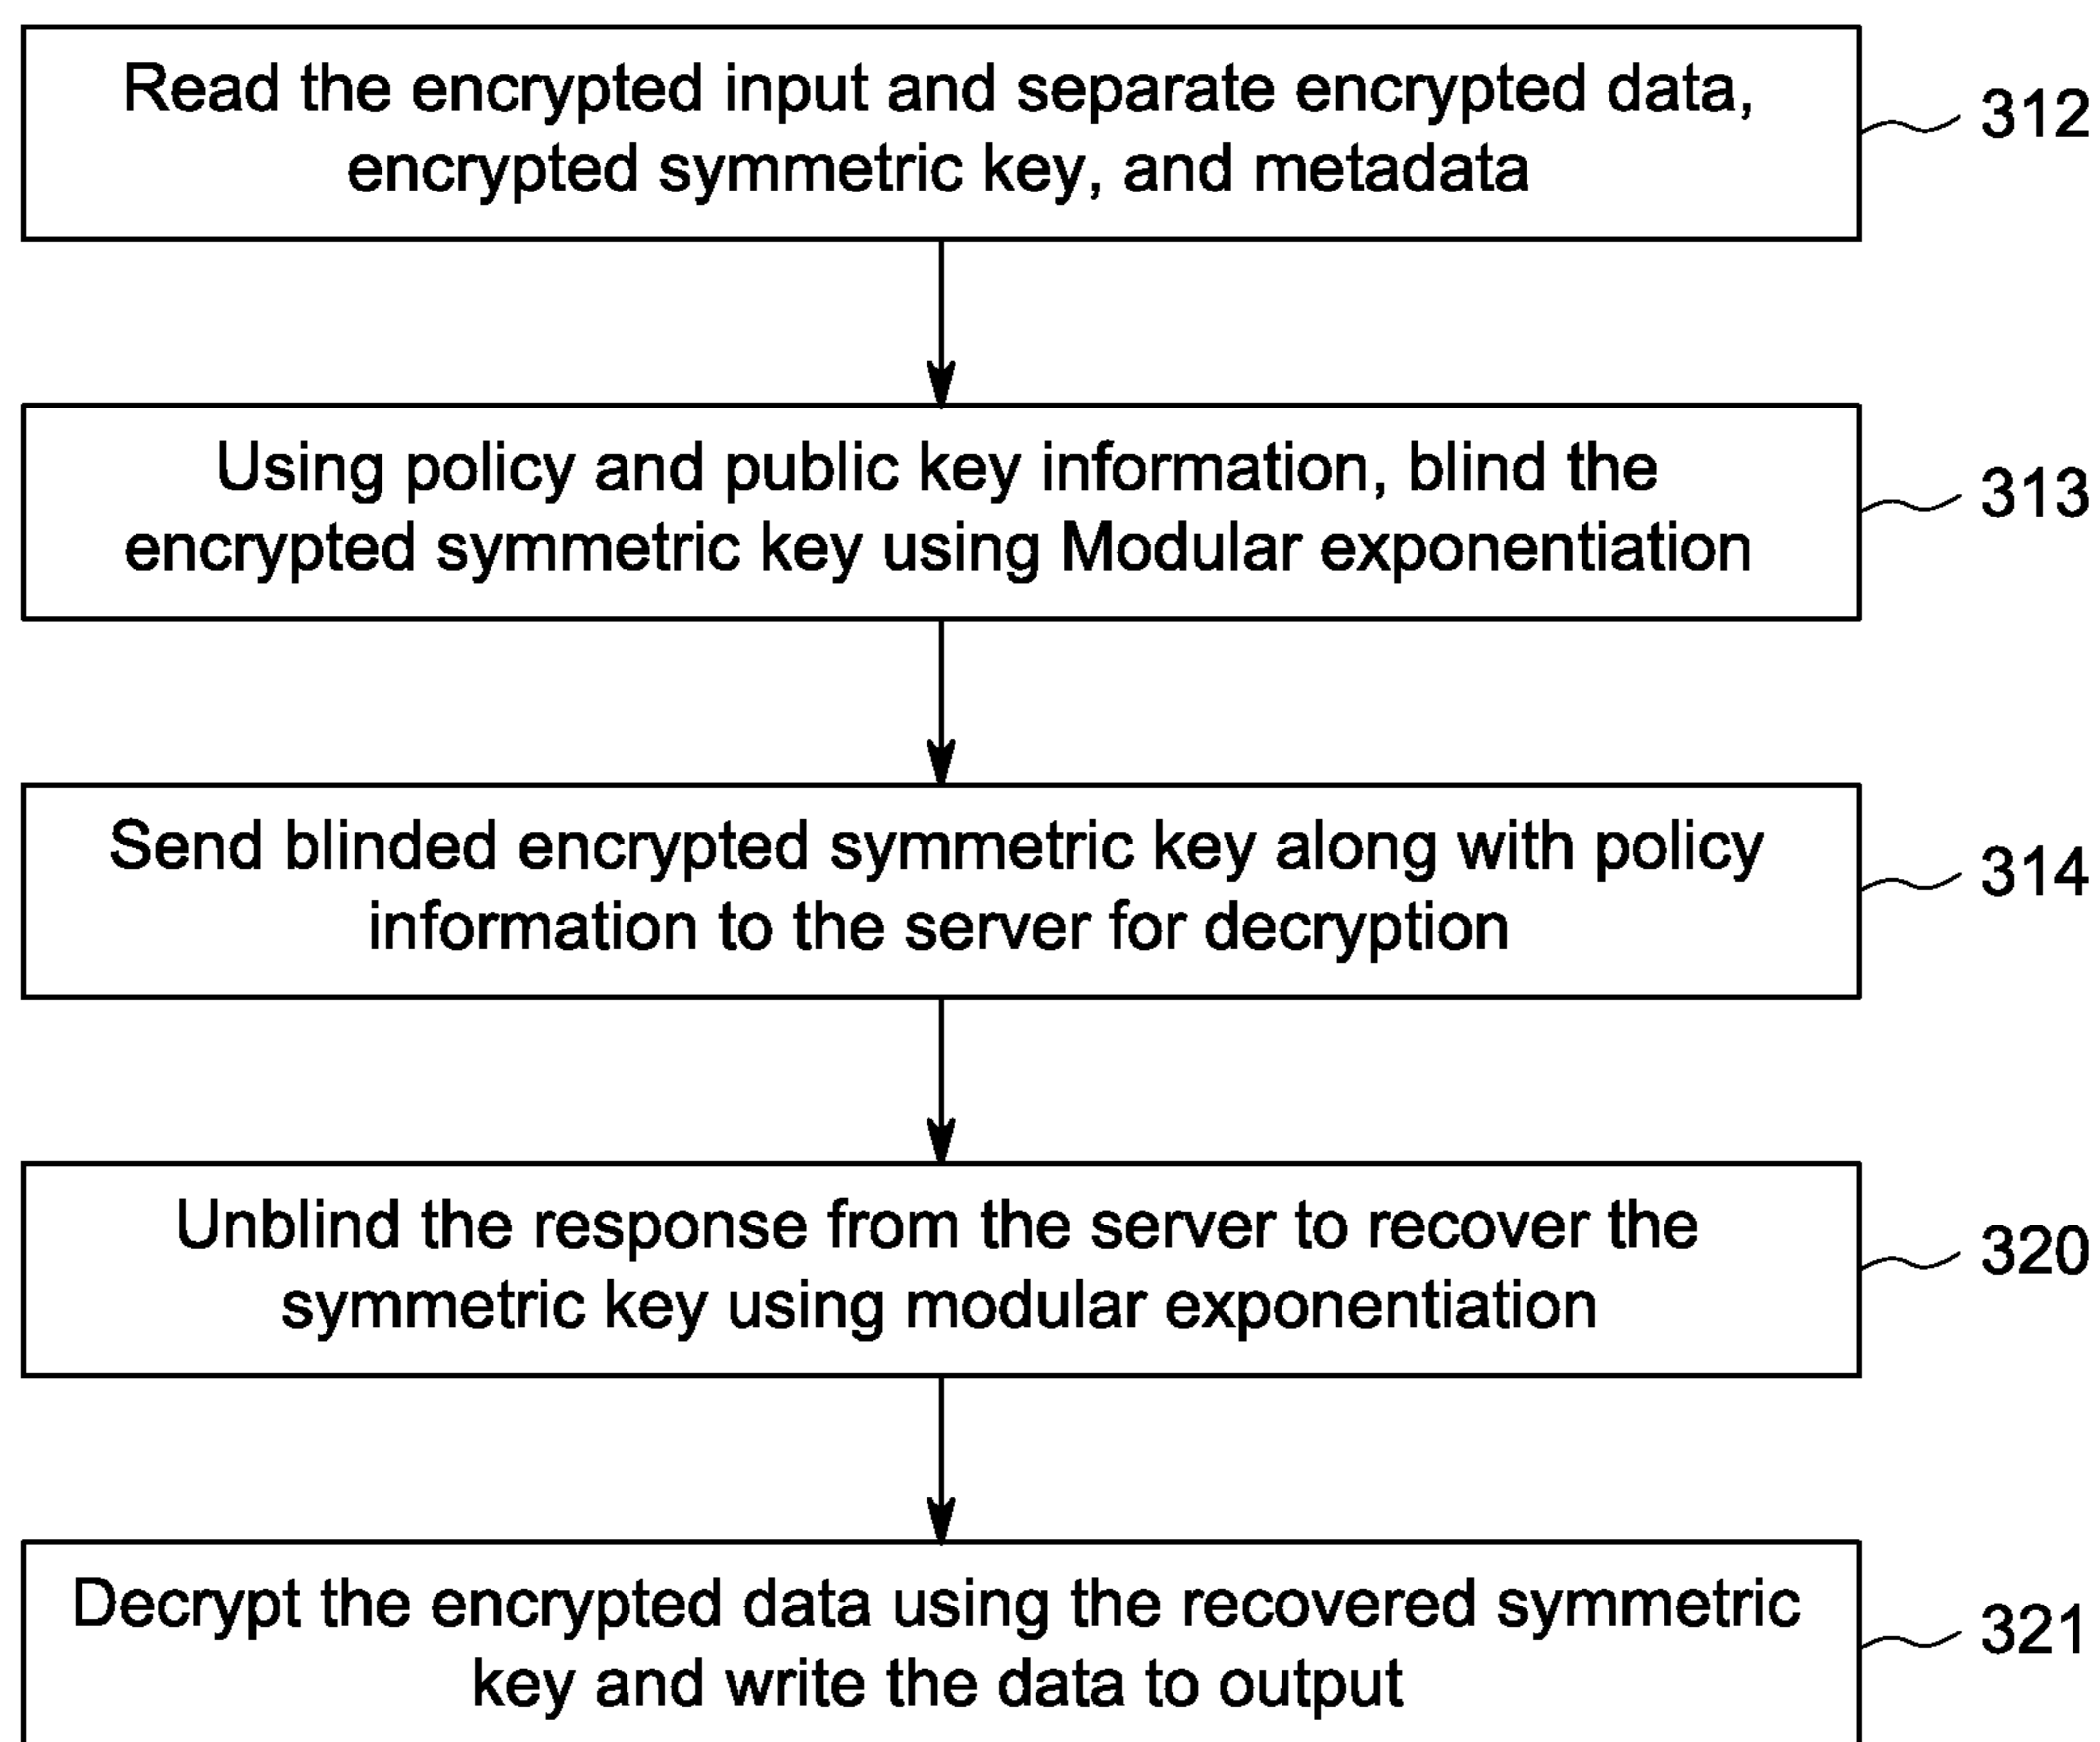 Read the encrypted input and separate encrypted data,
encrypted symmetric key, and metadata
312
Using policy and public key information, blind the
encrypted symmetric key using Modular exponentiation
313
Send blinded encrypted symmetric key along with policy
information to the server for decryption
314
Unblind the response from the server to recover the
symmetric key using modular exponentiation
320
Decrypt the encrypted data using the recovered symmetric
key and write the data to output
321